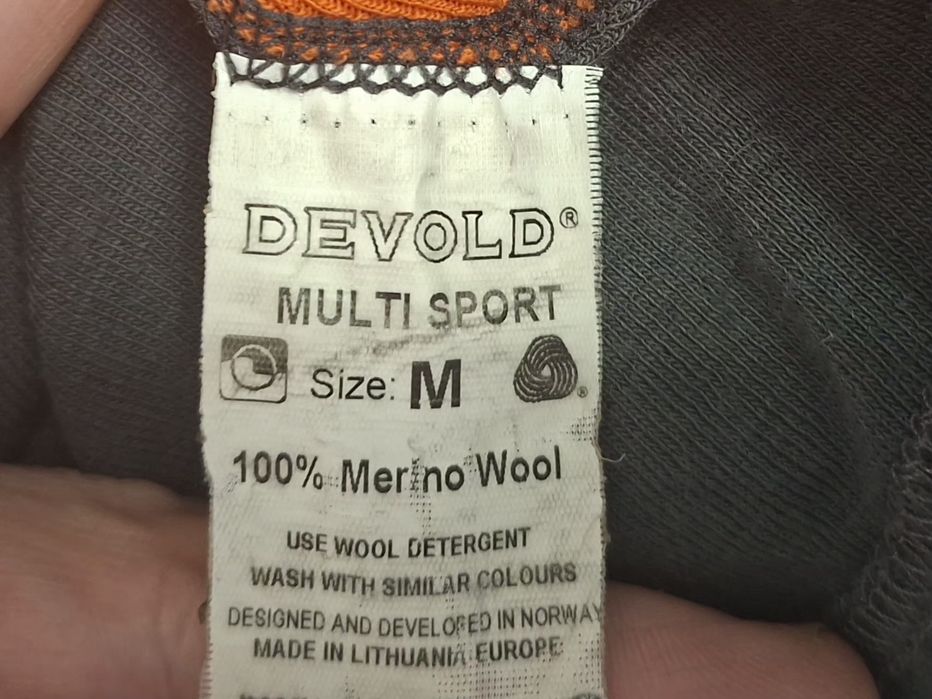 DEVOLD®
MULTI SPORT
Size: M
®
100% Merino Wool
USE WOOL DETERGENT
WASH WITH SIMILAR COLOURS
DESIGNED AND DEVELOPED IN NORWAY
MADE IN LITHUANIA EUROPE